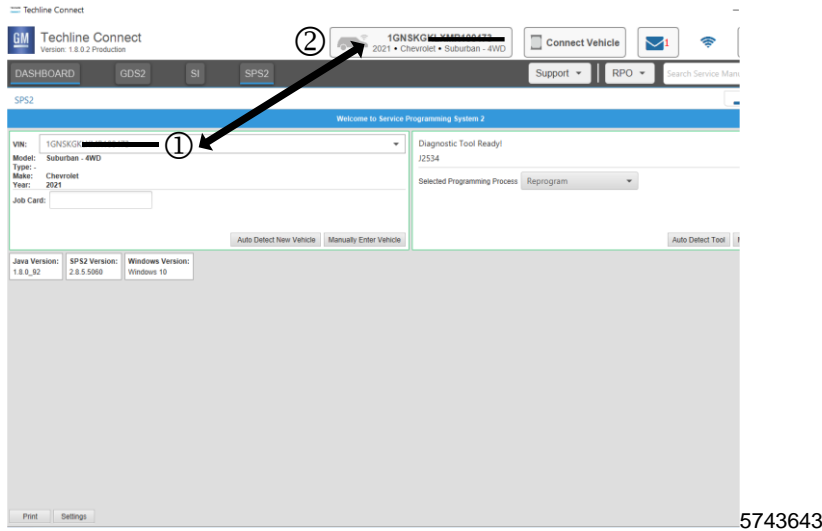 Techline Connect
GM
Techline Connect
Version: 1.8.0.2 Production
②
2021 • Chevrolet • Suburban - 4WD
Connect Vehicle
1
DASHBOARD
GDS2
SI
SPS2
Support
RPO
Search Service Man
SPS2
Welcome to Service Programming System 2
VIN:
①
Model: Suburban - 4WD
Type: -
Make: Chevrolet
Year: 2021
Job Card:
Auto Detect New Vehicle
Manually Enter Vehicle
Diagnostic Tool Ready!
J2534
Selected Programming Process
Reprogram
Auto Detect Tool
Java Version:
1.8.0_92
SPS2 Version:
2.8.5.5060
Windows Version:
Windows 10
Print
Settings
5743643